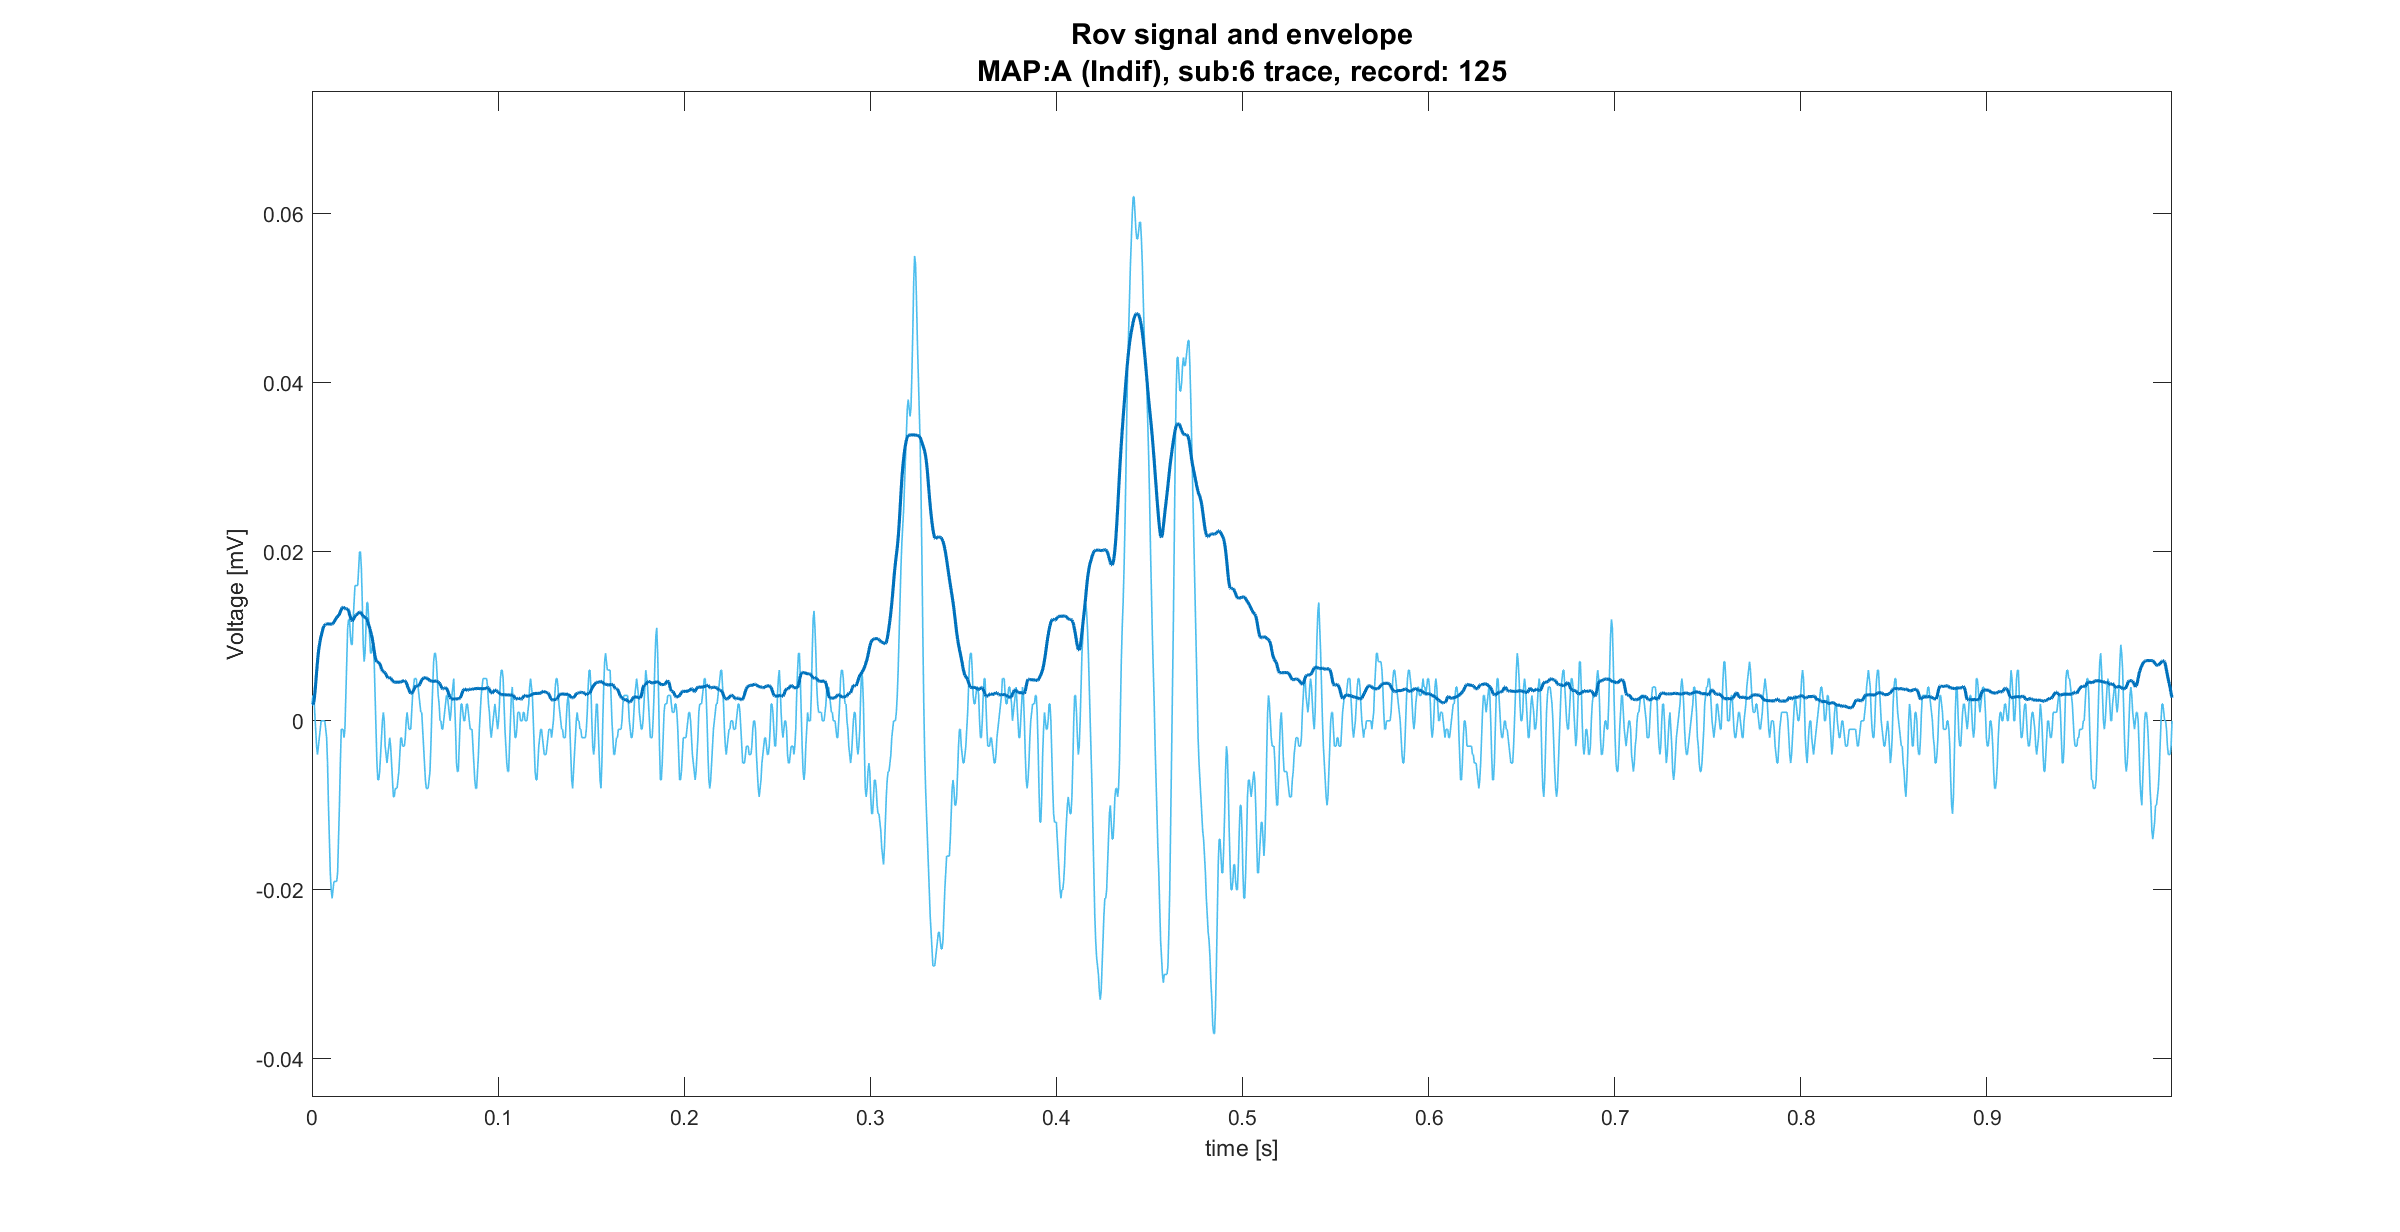 Rov signal and envelope
MAP:A (Indif), sub:6 trace, record: 125
Voltage [mV]
0.06
0.04
0.02
0
-0.02
-0.04
0 0.1 0.2 0.3 0.4 0.5 0.6 0.7 0.8 0.9
time [s]